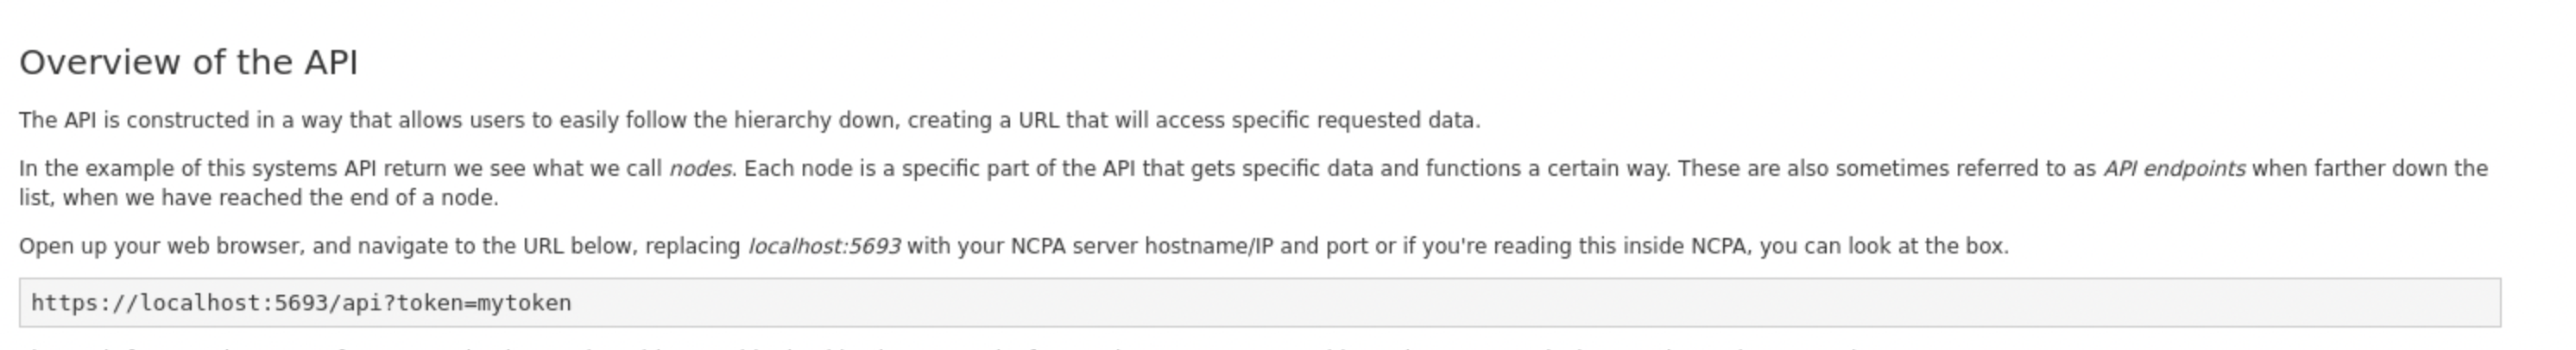 Overview of the API
The API is constructed in a way that allows users to easily follow the hierarchy down, creating a URL that will access specific requested data.
In the example of this systems API return we see what we call nodes. Each node is a specific part of the API that gets specific data and functions a certain way. These are also sometimes referred to as API endpoints when farther down the
list, when we have reached the end of a node.
Open up your web browser, and navigate to the URL below, replacing localhost:5693 with your NCPA server hostname/IP and port or if you're reading this inside NCPA, you can look at the box.
https://localhost:5693/api?token=mytoken